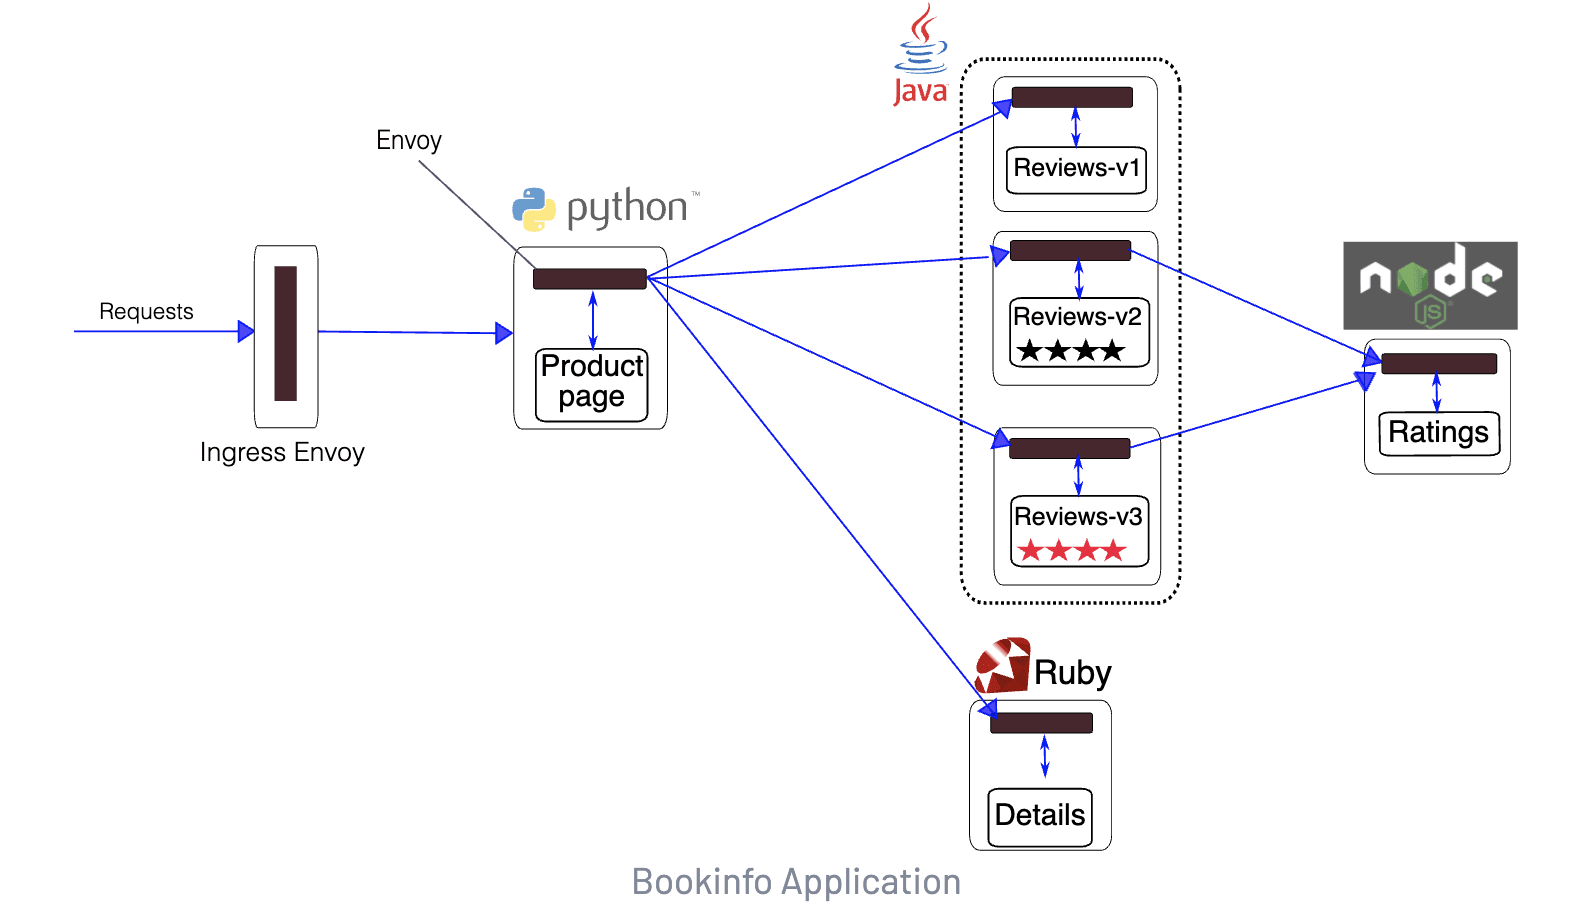 Java
Envoy
python™
Reviews-v1
Requests
Reviews-v2
node
JS
Product
page
Ratings
Ingress Envoy
Reviews-v3
Ruby
Details
Bookinfo Application